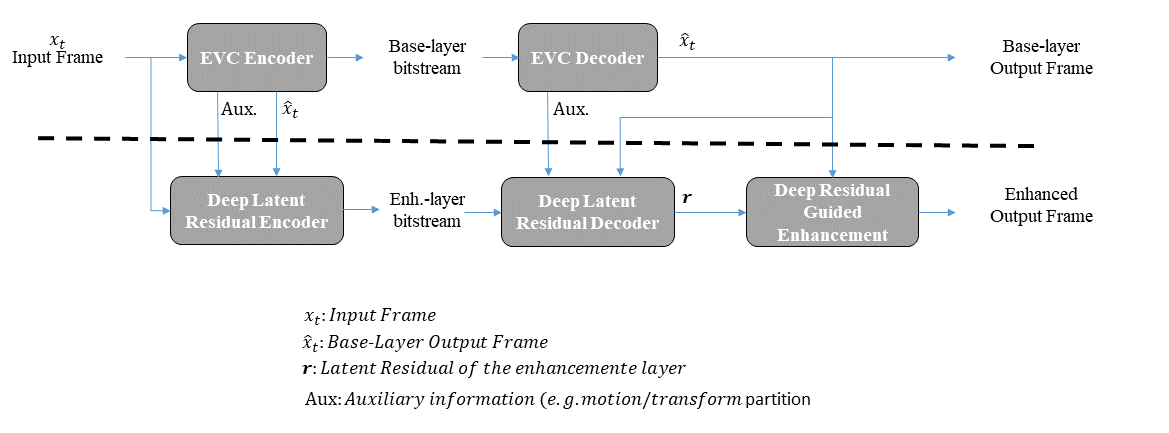 x_t
Input Frame
EVC Encoder
Base-layer
bitstream
EVC Decoder
x̂_t
Base-layer
Output Frame
Aux.
x̂_t
Aux.
Deep Latent
Residual Encoder
Enh.-layer
bitstream
Deep Latent
Residual Decoder
r
Deep Residual
Guided
Enhancement
Enhanced
Output Frame
x_t: Input Frame
x̂_t: Base-Layer Output Frame
r: Latent Residual of the enhancemente layer
Aux: Auxiliary information (e.g.motion/transform partition